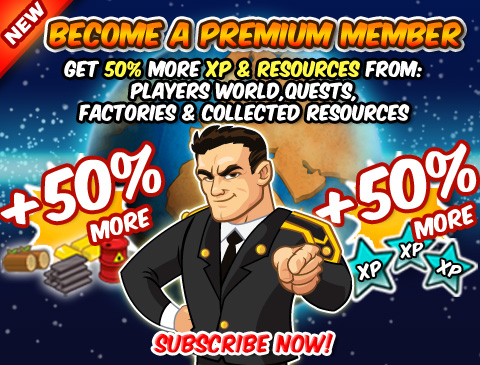 NEW
BECOME A PREMIUM MEMBER
GET 50% MORE XP & RESOURCES FROM:
PLAYERS WORLD,QUESTS,
FACTORIES & COLLECTED RESOURCES
+50%
MORE
+50%
MORE
XP XP XP
SUBSCRIBE NOW!